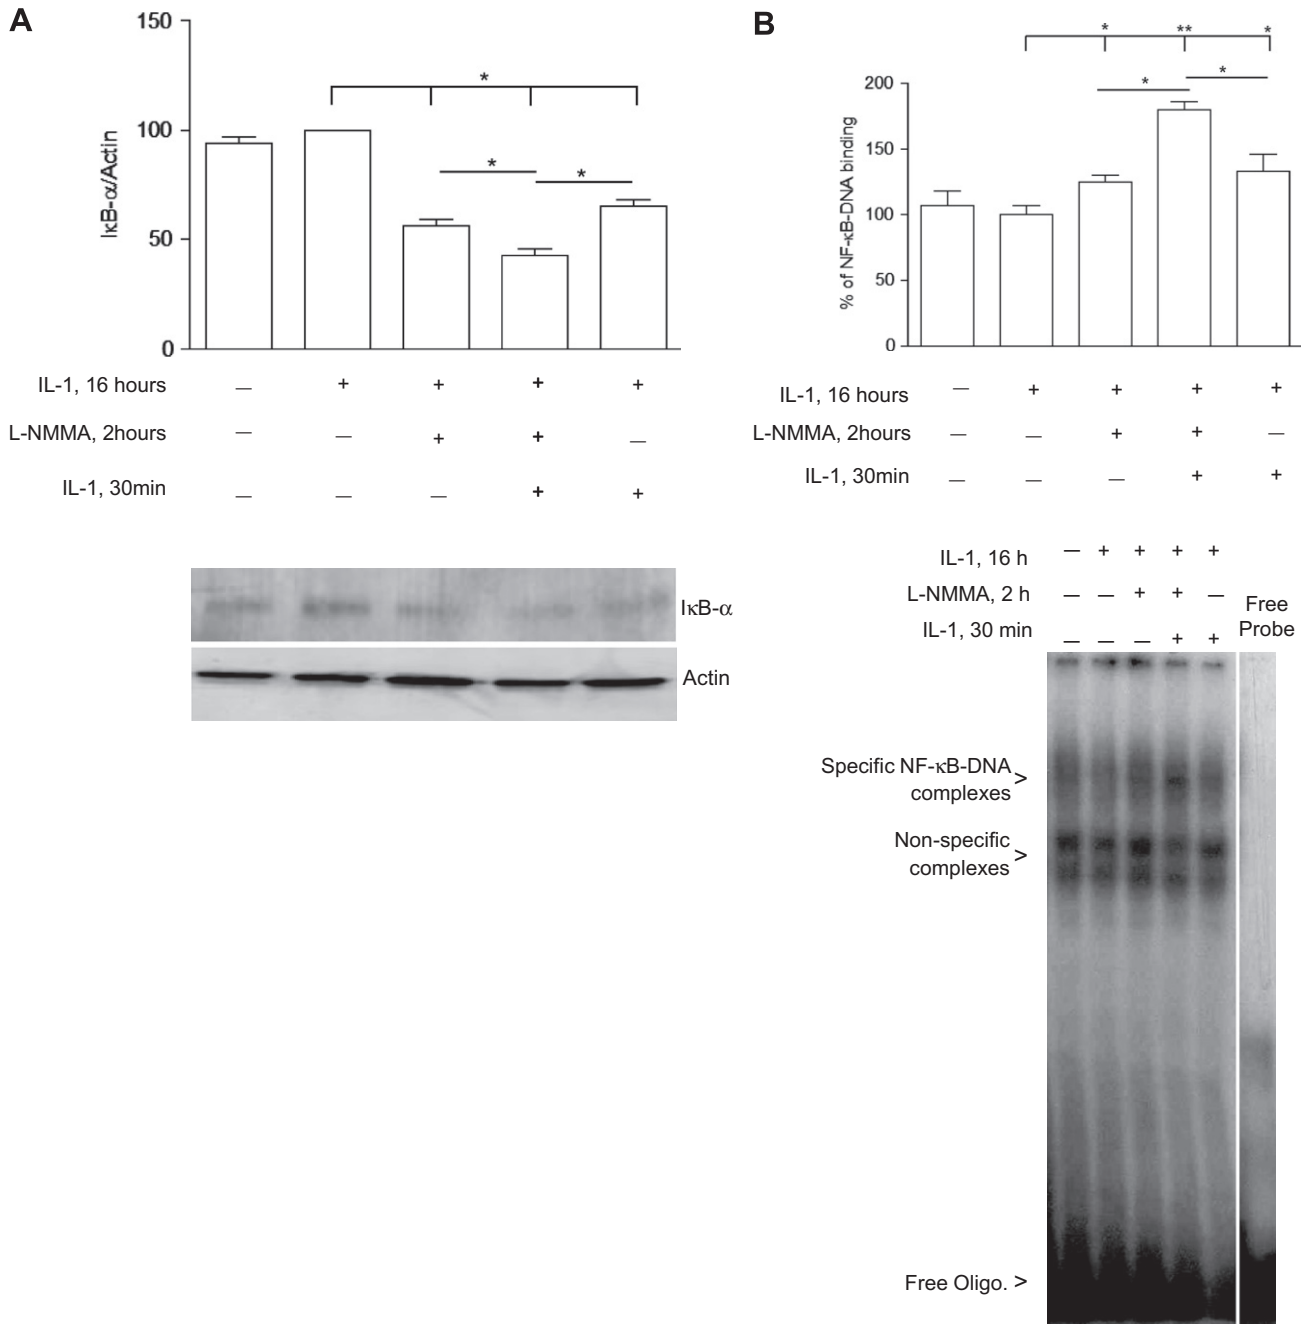 A
150
100
50
0
IκB-α/Actin
*
*
*
IL-1, 16 hours — + + + +
L-NMMA, 2hours — — + + —
IL-1, 30min — — — + +
IκB-α
Actin
B
* ** *
* *
200
150
100
50
0
% of NF-κB-DNA binding
IL-1, 16 hours — + + + +
L-NMMA, 2hours — — + + —
IL-1, 30min — — — + +
IL-1, 16 h — + + + +
L-NMMA, 2 h — — + + —
IL-1, 30 min — — — + +
Free
Probe
Specific NF-κB-DNA >
complexes
Non-specific >
complexes
Free Oligo. >